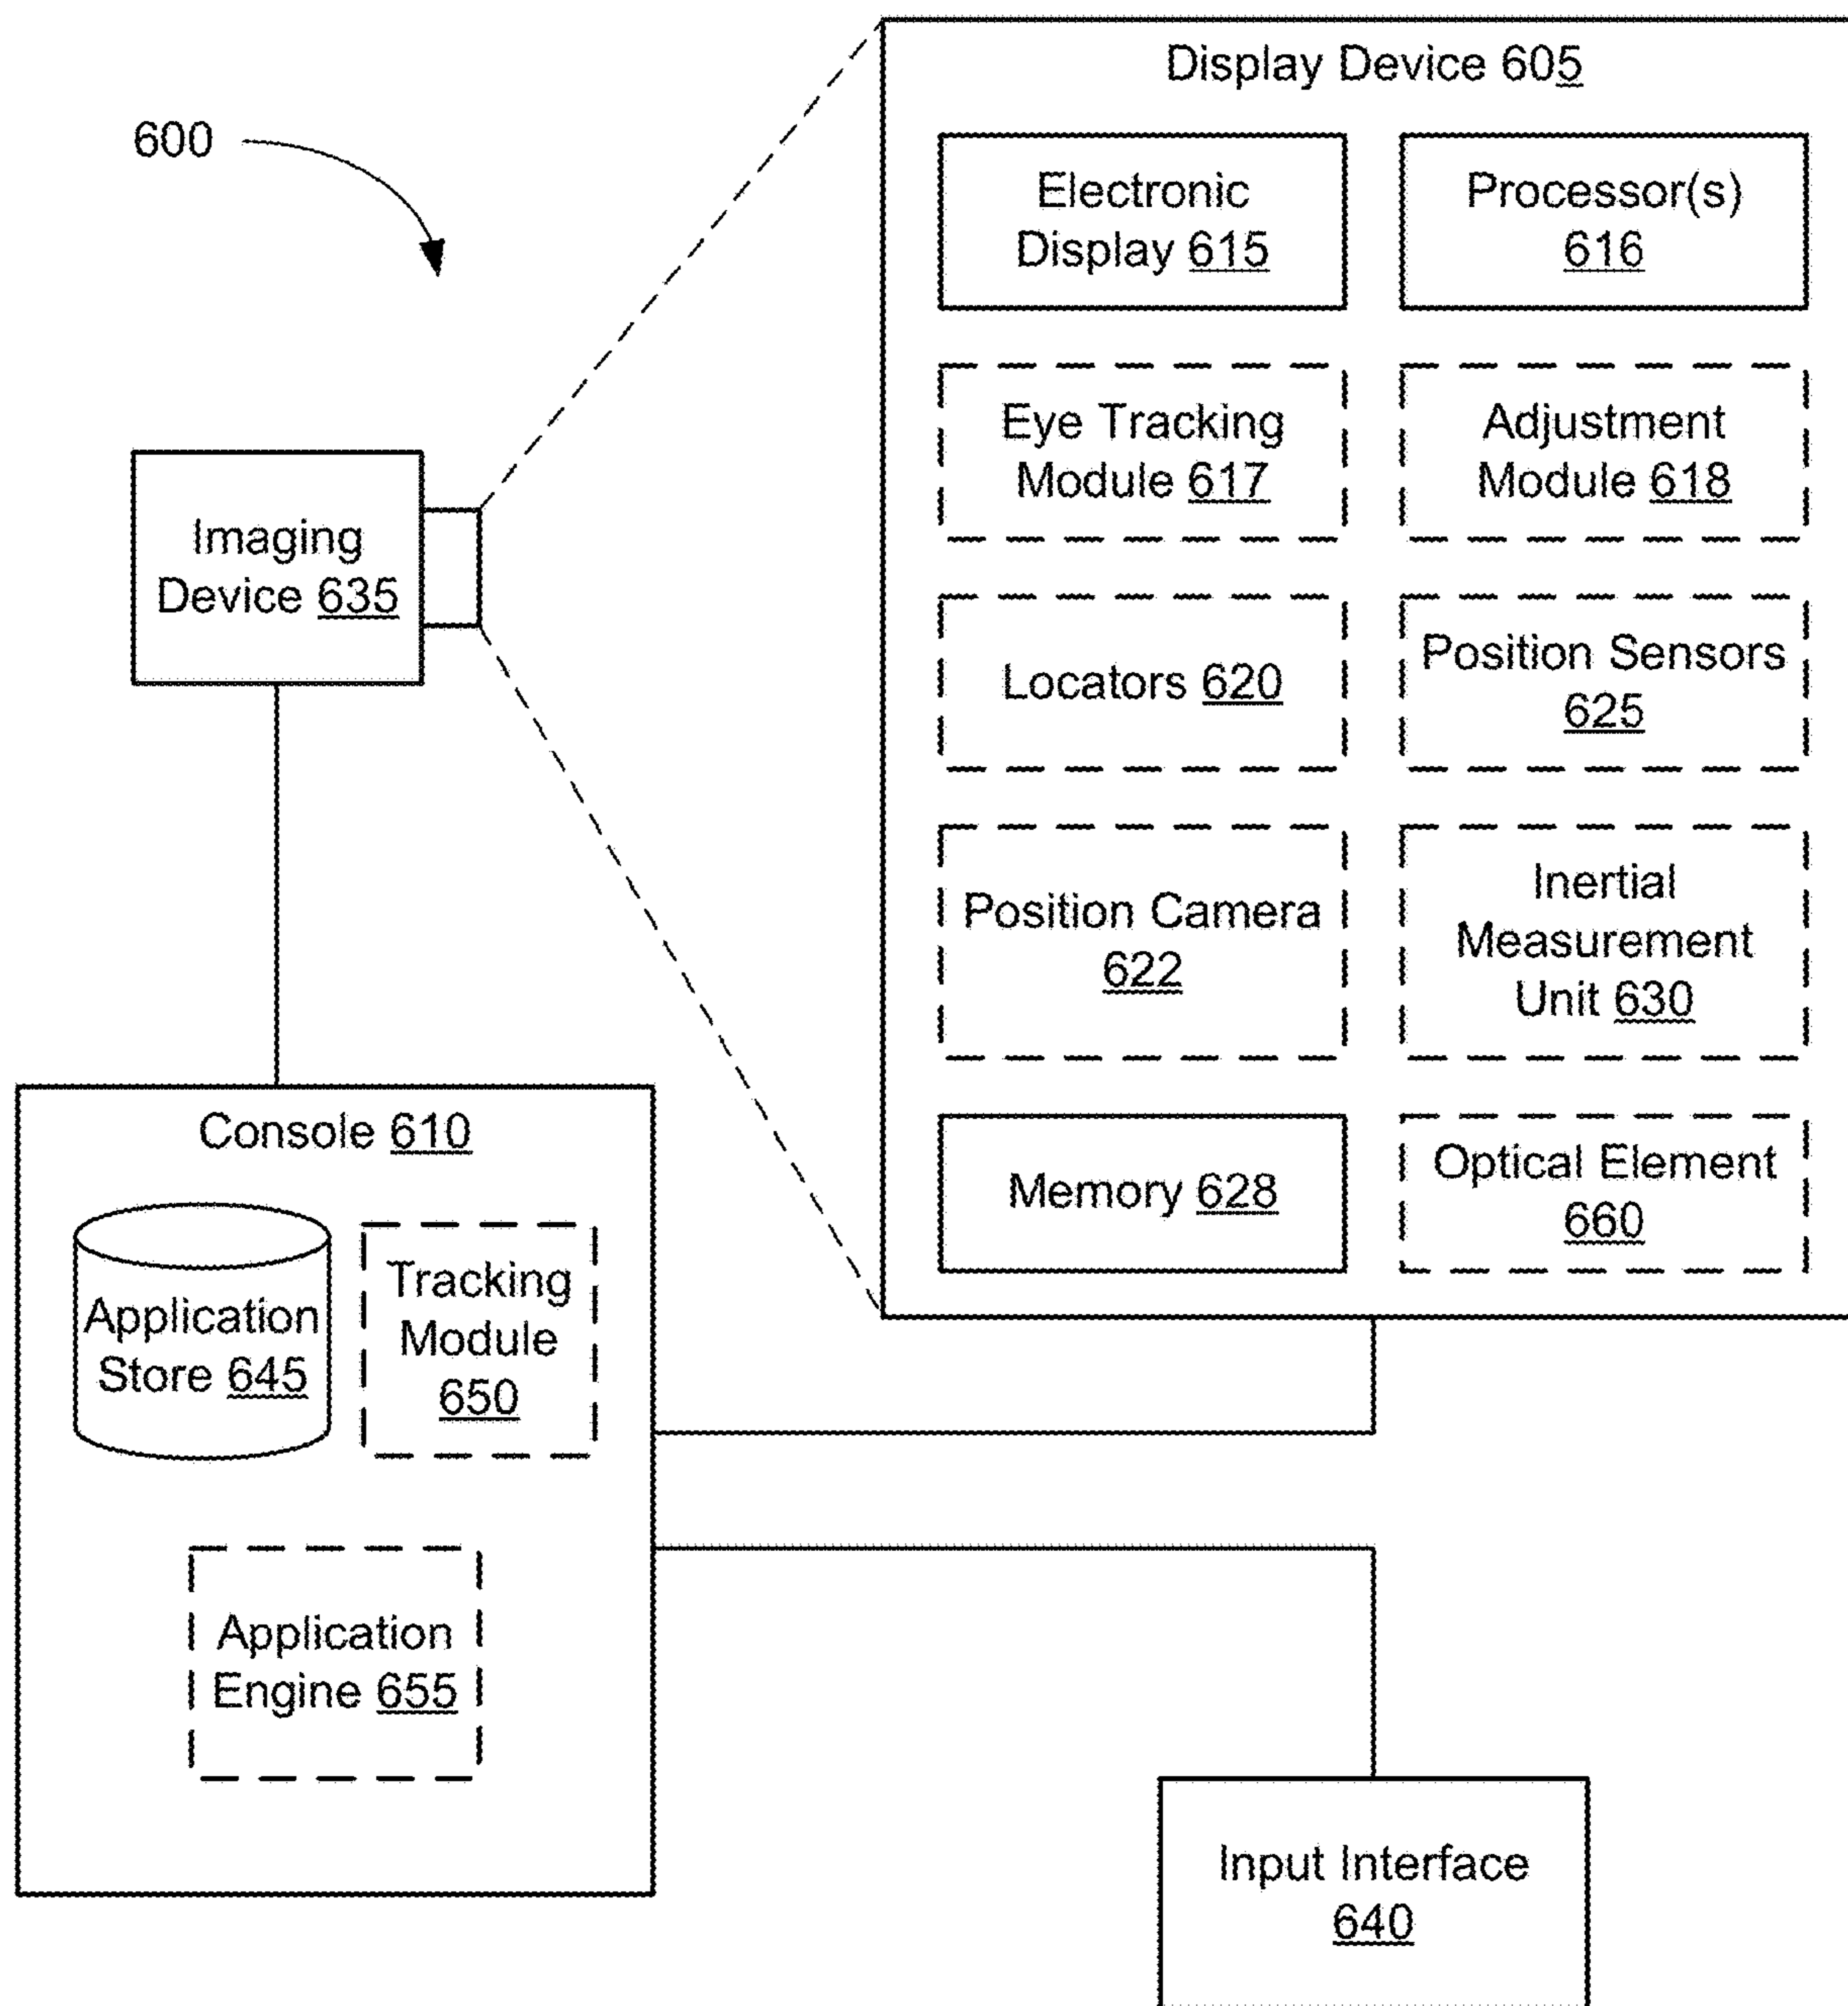 600
Display Device 605
Electronic
Display 615
Processor(s)
616
Eye Tracking
Module 617
Adjustment
Module 618
Imaging
Device 635
Locators 620
Position Sensors
625
Position Camera
622
Inertial
Measurement
Unit 630
Memory 628
Optical Element
660
Console 610
Application
Store 645
Tracking
Module
650
Application
Engine 655
Input Interface
640